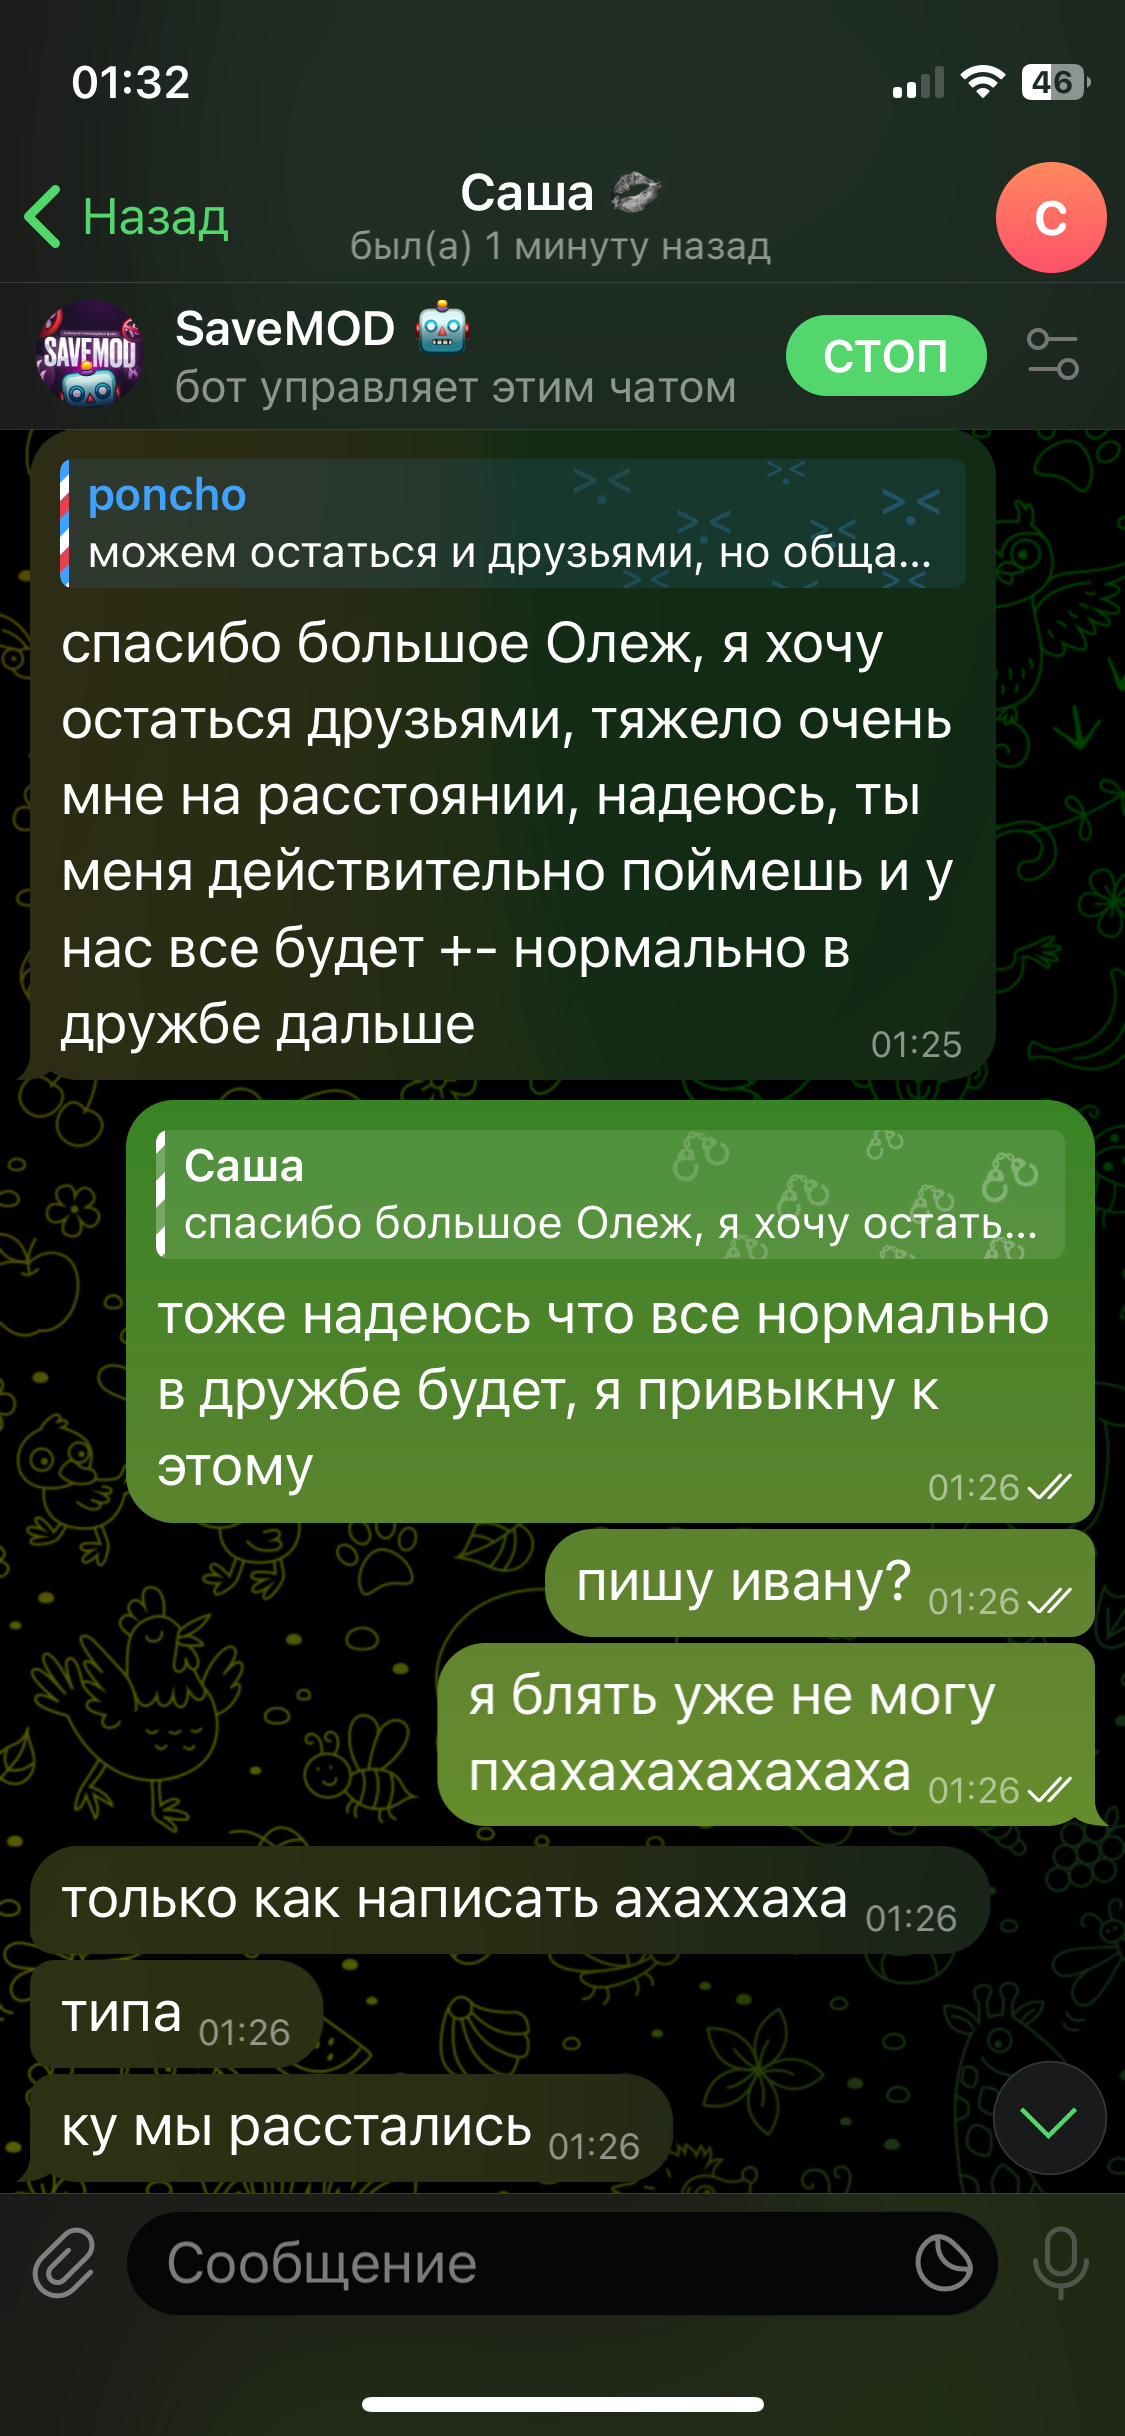 01:32
46
Назад
Саша
был(а) 1 минуту назад
С
SAVEMOD
SaveMOD
бот управляет этим чатом
СТОП
poncho
можем остаться и друзьями, но обща...
спасибо большое Олеж, я хочу
остаться друзьями, тяжело очень
мне на расстоянии, надеюсь, ты
меня действительно поймешь и у
нас все будет +- нормально в
дружбе дальше
01:25
Саша
спасибо большое Олеж, я хочу остать...
тоже надеюсь что все нормально
в дружбе будет, я привыкну к
этому
01:26
пишу ивану? 01:26
я блять уже не могу
пхахахахахахаха 01:26
только как написать ахаххаха 01:26
типа 01:26
ку мы расстались 01:26
Сообщение